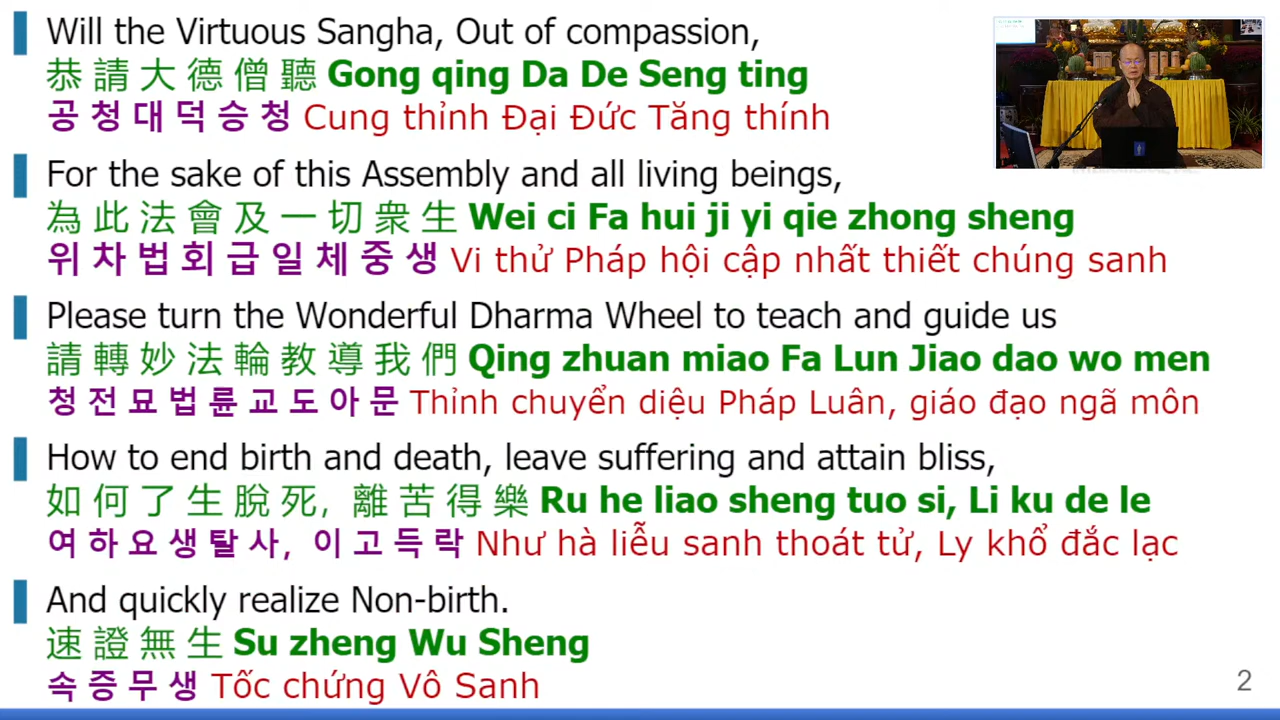 Will the Virtuous Sangha, Out of compassion,
恭請大德僧聽 Gong qing Da De Seng ting
공청대덕승청 Cung thỉnh Đại Đức Tăng thính
For the sake of this Assembly and all living beings,
為此法會及一切衆生 Wei ci Fa hui ji yi qie zhong sheng
위차법회급일체중생 Vi thử Pháp hội cập nhất thiết chúng sanh
Please turn the Wonderful Dharma Wheel to teach and guide us
請轉妙法輪教導我們 Qing zhuan miao Fa Lun Jiao dao wo men
청전묘법륜교도아문 Thỉnh chuyển diệu Pháp Luân, giáo đạo ngã môn
How to end birth and death, leave suffering and attain bliss,
如何了生脫死, 離苦得樂 Ru he liao sheng tuo si, Li ku de le
여하요생탈사, 이고득락 Như hà liễu sanh thoát tử, Ly khổ đắc lạc
And quickly realize Non-birth.
速證無生 Su zheng Wu Sheng
속증무생 Tốc chứng Vô Sanh
2